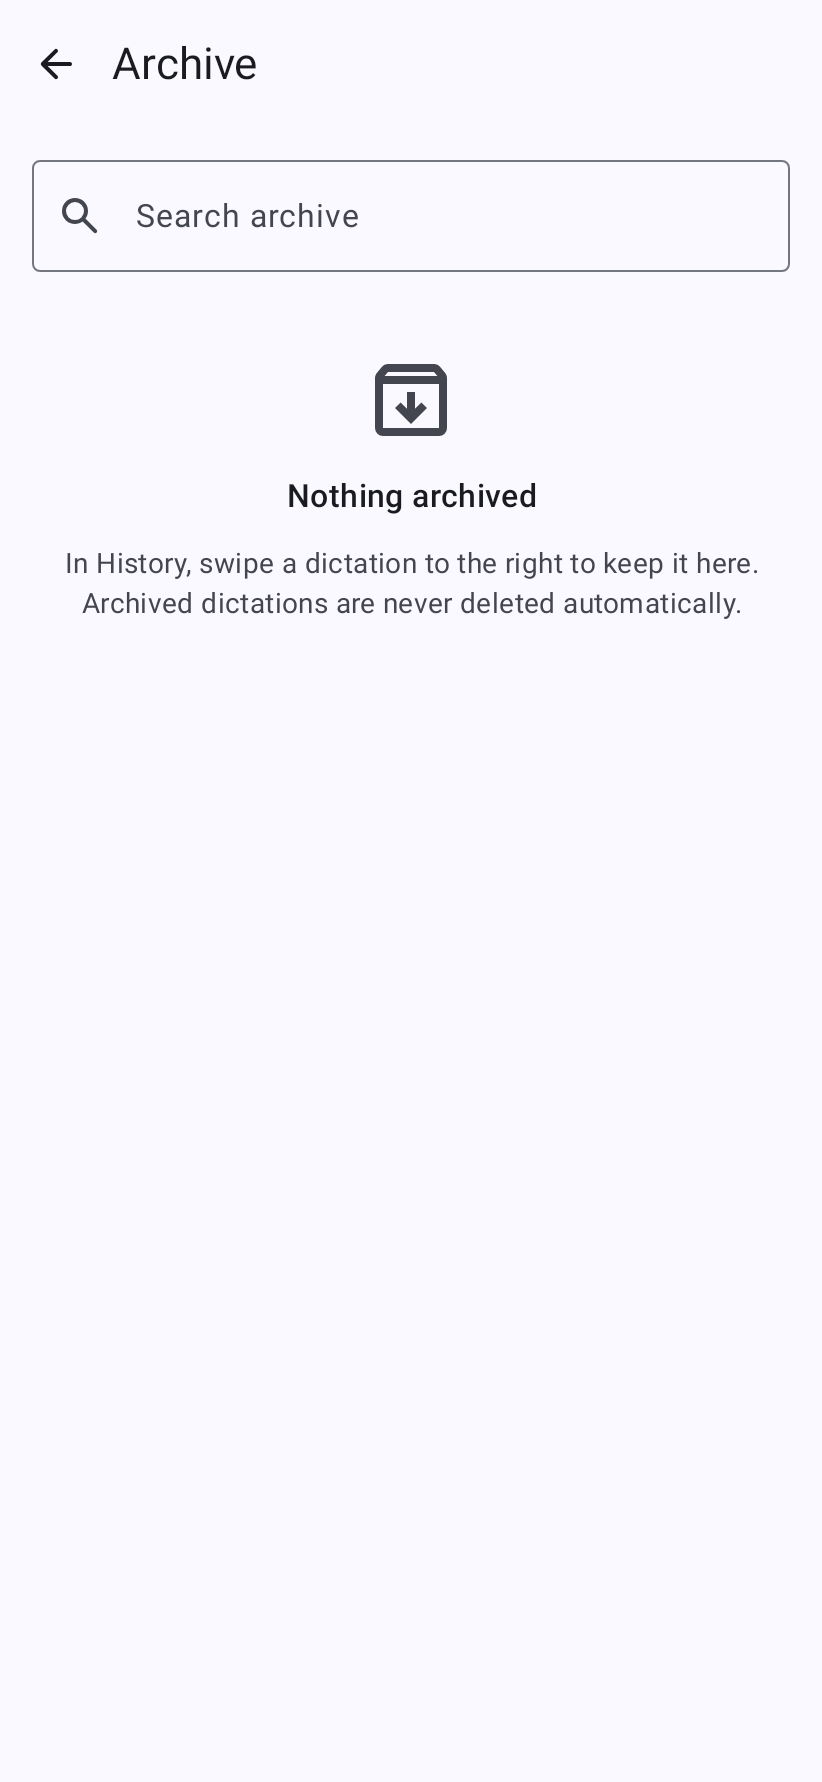 Archive
Search archive
Nothing archived
In History, swipe a dictation to the right to keep it here.
Archived dictations are never deleted automatically.